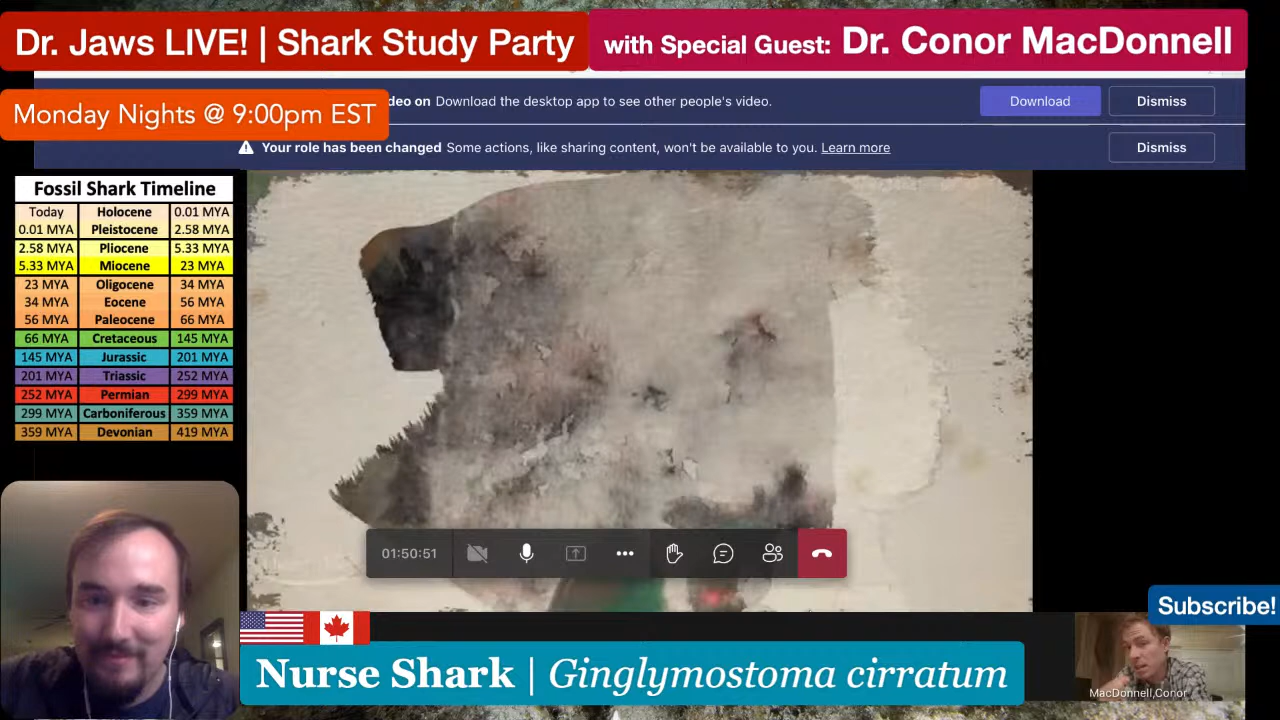 Dr. Jaws LIVE! | Shark Study Party
with Special Guest: Dr. Conor MacDonnell
Monday Nights @ 9:00pm EST
deo on Download the desktop app to see other people's video.
Download
Dismiss
Your role has been changed Some actions, like sharing content, won't be available to you. Learn more
Dismiss
Fossil Shark Timeline
Today Holocene 0.01 MYA
0.01 MYA Pleistocene 2.58 MYA
2.58 MYA Pliocene 5.33 MYA
5.33 MYA Miocene 23 MYA
23 MYA Oligocene 34 MYA
34 MYA Eocene 56 MYA
56 MYA Paleocene 66 MYA
66 MYA Cretaceous 145 MYA
145 MYA Jurassic 201 MYA
201 MYA Triassic 252 MYA
252 MYA Permian 299 MYA
299 MYA Carboniferous 359 MYA
359 MYA Devonian 419 MYA
01:50:51
Subscribe!
Nurse Shark | Ginglymostoma cirratum
MacDonnell,Conor